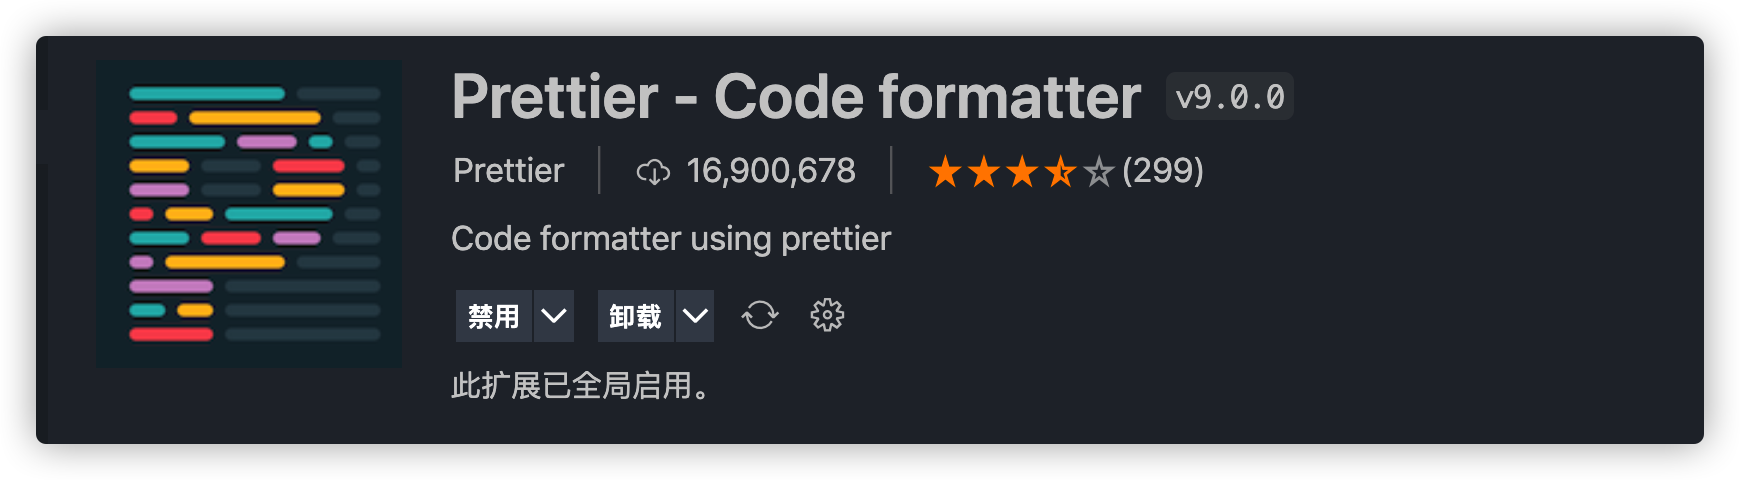 Prettier - Code formatter v9.0.0
Prettier 16,900,678 (299)
Code formatter using prettier
禁用 卸载
此扩展已全局启用。